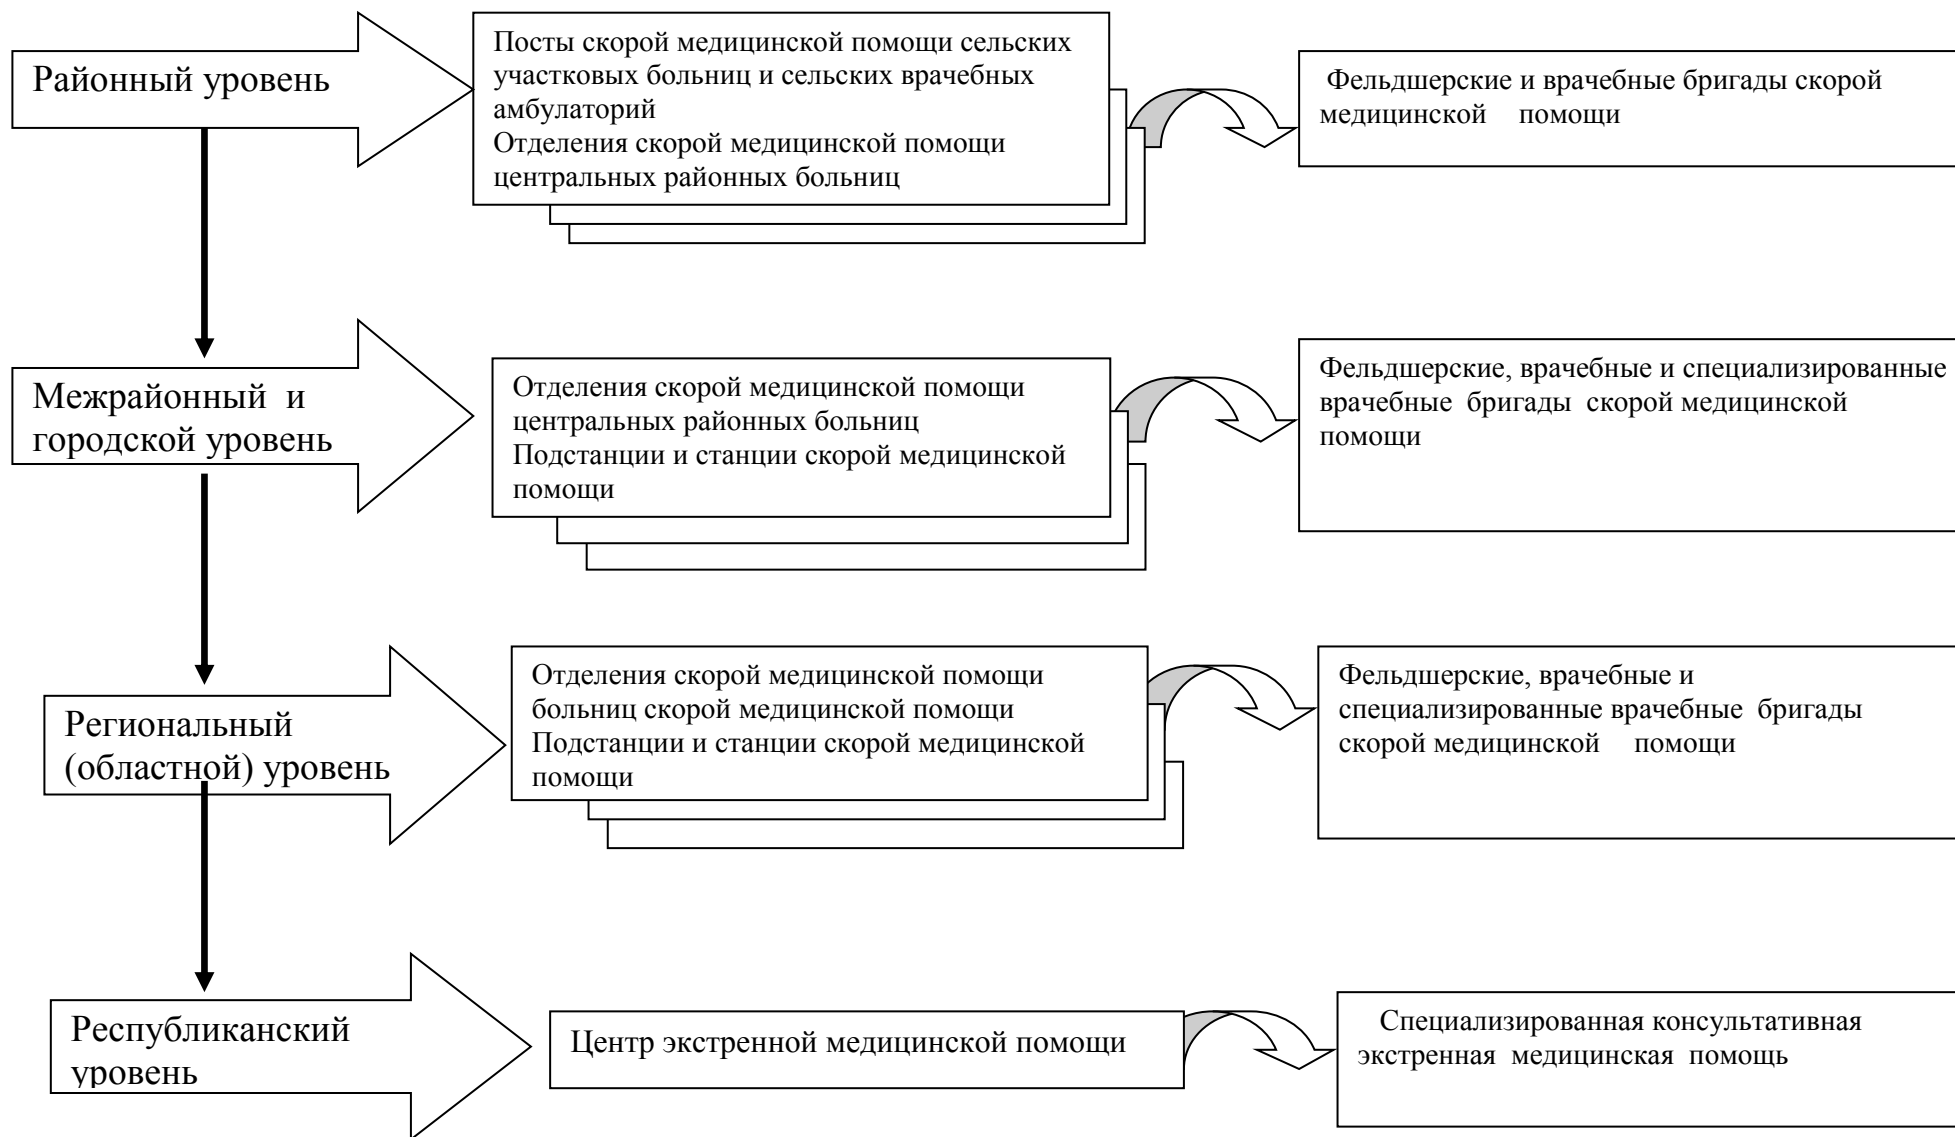 Районный уровень
Посты скорой медицинской помощи сельских
участковых больниц и сельских врачебных
амбулаторий
Отделения скорой медицинской помощи
центральных районных больниц
Фельдшерские и врачебные бригады скорой
медицинской помощи
Межрайонный и
городской уровень
Отделения скорой медицинской помощи
центральных районных больниц
Подстанции и станции скорой медицинской
помощи
Фельдшерские, врачебные и специализированные
врачебные бригады скорой медицинской
помощи
Региональный
(областной) уровень
Отделения скорой медицинской помощи
больниц скорой медицинской помощи
Подстанции и станции скорой медицинской
помощи
Фельдшерские, врачебные и
специализированные врачебные бригады
скорой медицинской помощи
Республиканский
уровень
Центр экстренной медицинской помощи
Специализированная консультативная
экстренная медицинская помощь